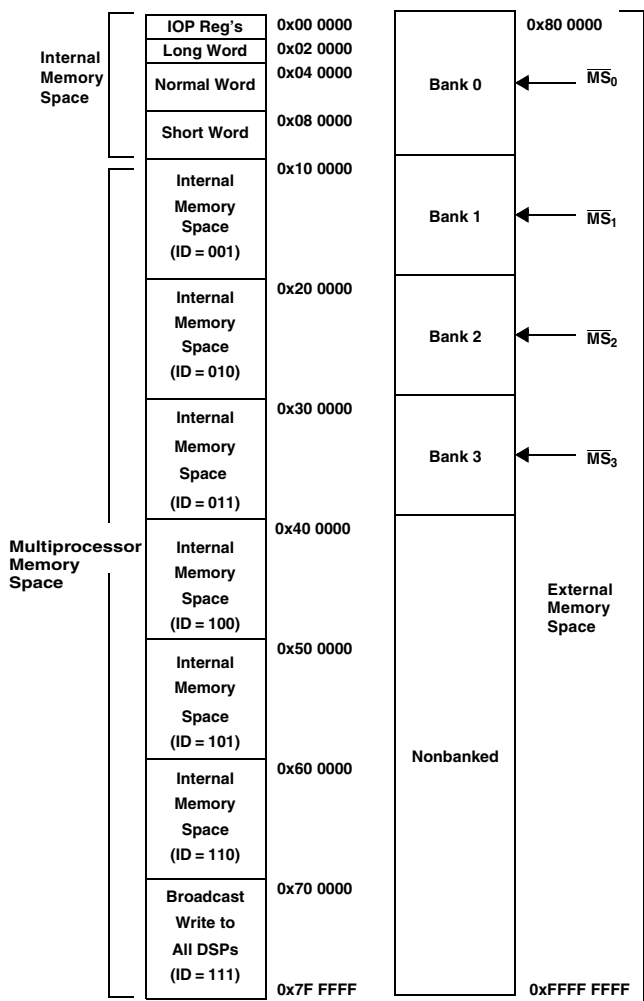 Internal
Memory
Space
IOP Reg's
0x00 0000
Long Word
0x02 0000
Normal Word
0x04 0000
Short Word
0x08 0000
Multiprocessor
Memory
Space
Internal
Memory
Space
(ID = 001)
0x10 0000
Internal
Memory
Space
(ID = 010)
0x20 0000
Internal
Memory
Space
(ID = 011)
0x30 0000
Internal
Memory
Space
(ID = 100)
0x40 0000
Internal
Memory
Space
(ID = 101)
0x50 0000
Internal
Memory
Space
(ID = 110)
0x60 0000
Broadcast
Write to
All DSPs
(ID = 111)
0x70 0000
0x7F FFFF
0x80 0000
Bank 0
M̅S̅₀
Bank 1
M̅S̅₁
Bank 2
M̅S̅₂
Bank 3
M̅S̅₃
Nonbanked
External
Memory
Space
0xFFFF FFFF